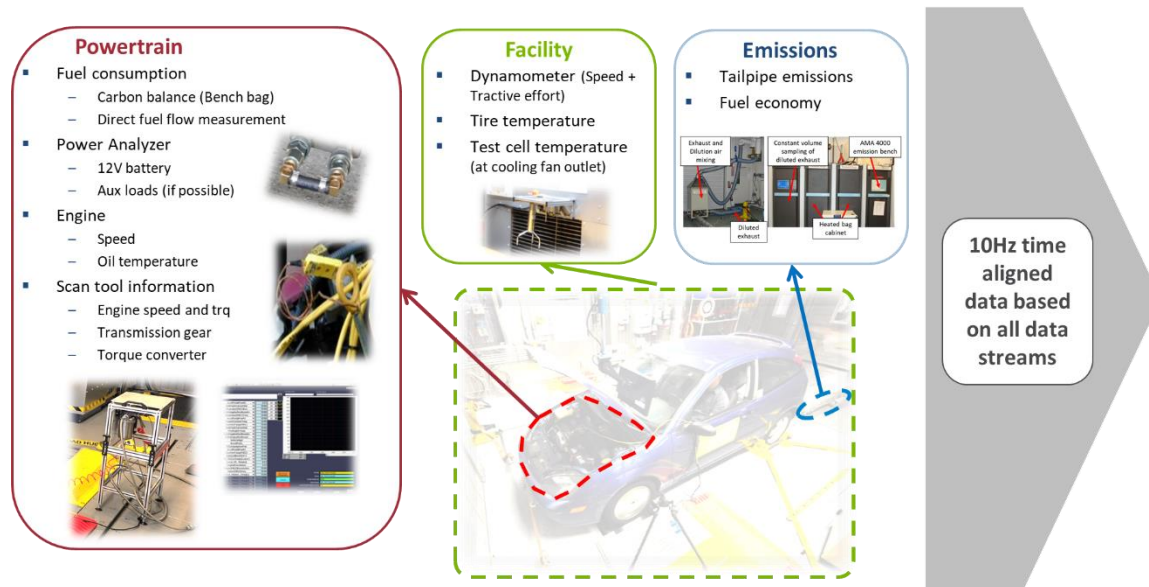 Powertrain
▪ Fuel consumption
– Carbon balance (Bench bag)
– Direct fuel flow measurement
▪ Power Analyzer
– 12V battery
– Aux loads (if possible)
▪ Engine
– Speed
– Oil temperature
▪ Scan tool information
– Engine speed and trq
– Transmission gear
– Torque converter
Facility
▪ Dynamometer (Speed +
Tractive effort)
▪ Tire temperature
▪ Test cell temperature
(at cooling fan outlet)
Emissions
▪ Tailpipe emissions
▪ Fuel economy
Exhaust and
Dilution air
mixing
Constant volume
sampling of
diluted exhaust
AMA 4000
emission bench
Diluted
exhaust
Heated bag
cabinet
10Hz time
aligned
data based
on all data
streams